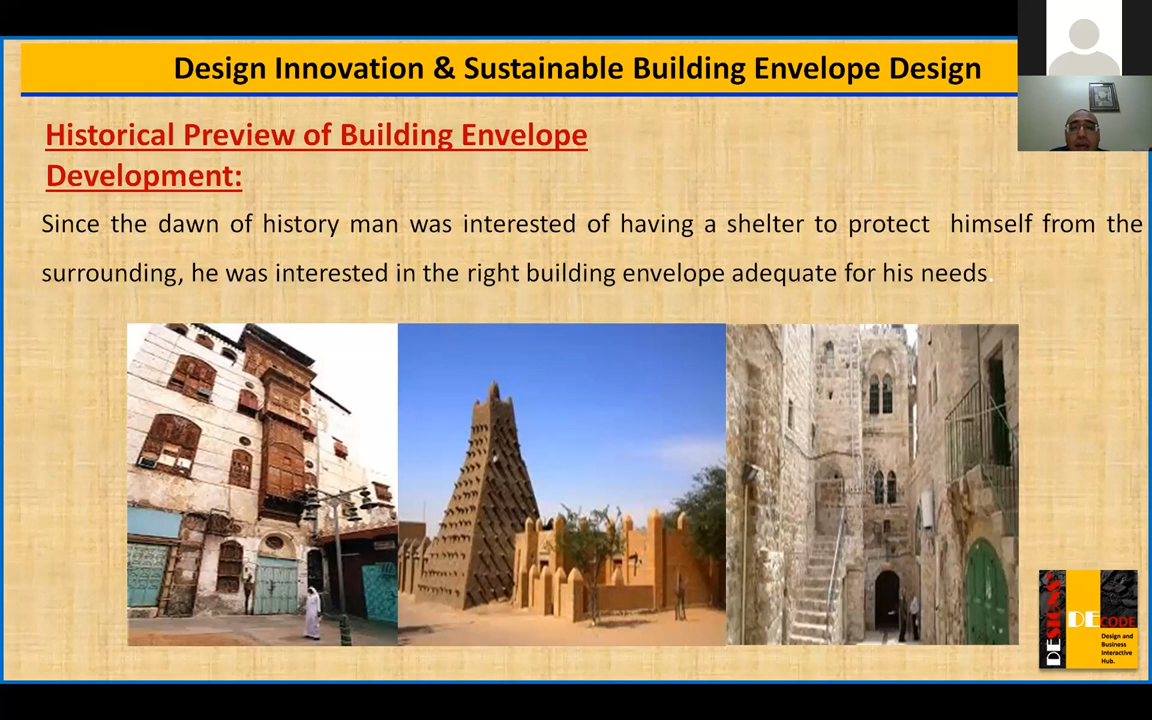 Design Innovation & Sustainable Building Envelope Design
Historical Preview of Building Envelope
Development:
Since the dawn of history man was interested of having a shelter to protect himself from the
surrounding, he was interested in the right building envelope adequate for his needs.
DESIGNS
DECODE
Design and
Business
Interactive
Hub.